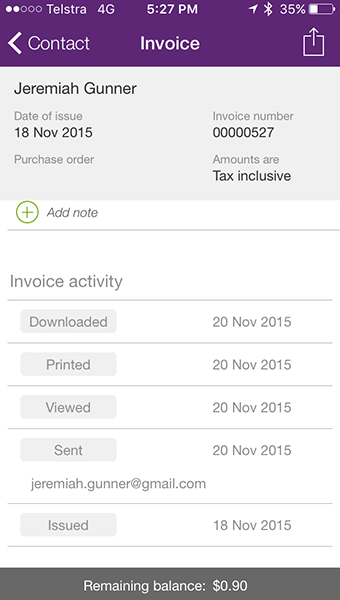 Telstra 4G 5:27 PM 35%
Contact Invoice
Jeremiah Gunner
Date of issue Invoice number
18 Nov 2015 00000527
Purchase order Amounts are
Tax inclusive
Add note
Invoice activity
Downloaded 20 Nov 2015
Printed 20 Nov 2015
Viewed 20 Nov 2015
Sent 20 Nov 2015
jeremiah.gunner@gmail.com
Issued 18 Nov 2015
Remaining balance: $0.90